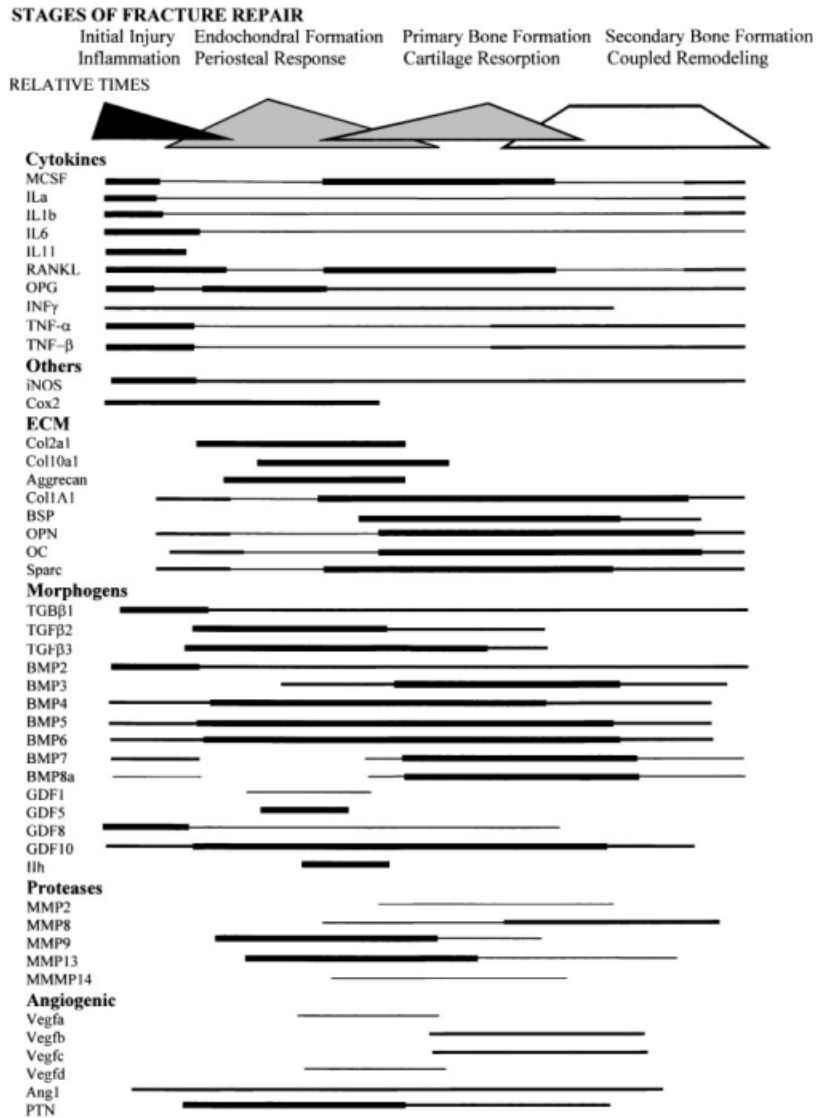 STAGES OF FRACTURE REPAIR
Initial Injury Endochondral Formation Primary Bone Formation Secondary Bone Formation
Inflammation Periosteal Response Cartilage Resorption Coupled Remodeling
RELATIVE TIMES
Cytokines
MCSF
ILa
IL1b
IL6
IL11
RANKL
OPG
INFγ
TNF-α
TNF-β
Others
iNOS
Cox2
ECM
Col2a1
Col10a1
Aggrecan
Col1A1
BSP
OPN
OC
Sparc
Morphogens
TGBβ1
TGFβ2
TGFβ3
BMP2
BMP3
BMP4
BMP5
BMP6
BMP7
BMP8a
GDF1
GDF5
GDF8
GDF10
Ihh
Proteases
MMP2
MMP8
MMP9
MMP13
MMMP14
Angiogenic
Vegfa
Vegfb
Vegfc
Vegfd
Ang1
PTN